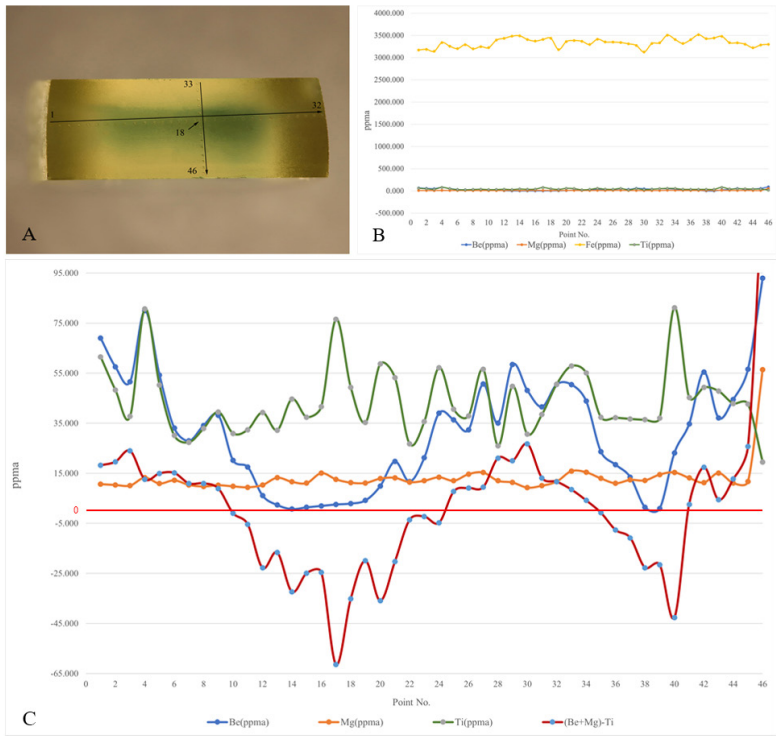 33
1
32
18
46
A
4000.000
3500.000
3000.000
2500.000
2000.000
1500.000
1000.000
500.000
0.000
-500.000
ppma
0 2 4 6 8 10 12 14 16 18 20 22 24 26 28 30 32 34 36 38 40 42 44 46
Point No.
Be(ppma) Mg(ppma) Fe(ppma) Ti(ppma)
B
95.000
75.000
55.000
35.000
15.000
0
-5.000
-25.000
-45.000
-65.000
ppma
0 2 4 6 8 10 12 14 16 18 20 22 24 26 28 30 32 34 36 38 40 42 44 46
Point No.
C
Be(ppma) Mg(ppma) Ti(ppma) (Be+Mg)-Ti